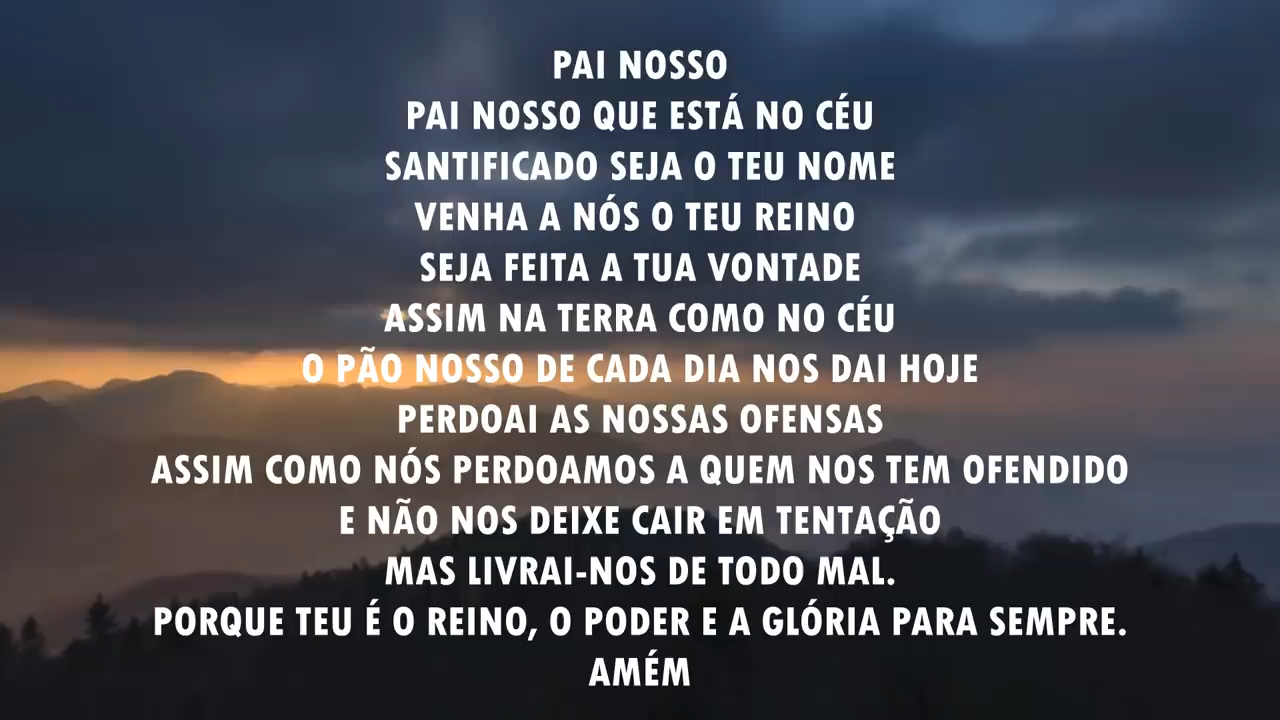 PAI NOSSO
PAI NOSSO QUE ESTÁ NO CÉU
SANTIFICADO SEJA O TEU NOME
VENHA A NÓS O TEU REINO
SEJA FEITA A TUA VONTADE
ASSIM NA TERRA COMO NO CÉU
O PÃO NOSSO DE CADA DIA NOS DAI HOJE
PERDOAI AS NOSSAS OFENSAS
ASSIM COMO NÓS PERDOAMOS A QUEM NOS TEM OFENDIDO
E NÃO NOS DEIXE CAIR EM TENTAÇÃO
MAS LIVRAI-NOS DE TODO MAL.
PORQUE TEU É O REINO, O PODER E A GLÓRIA PARA SEMPRE.
AMÉM